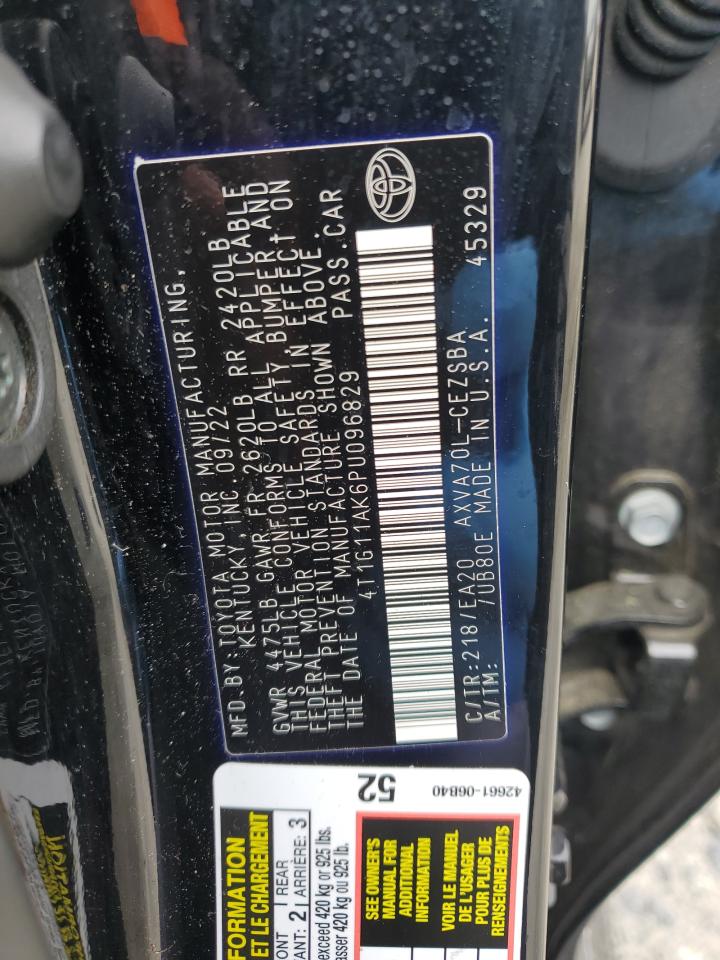 MFD.BY:TOYOTA MOTOR MANUFACTURING,
KENTUCKY, INC. 09/22
GVWR 4475LB GAWR FR 2620LB RR 2420LB
THIS VEHICLE CONFORMS TO ALL APPLICABLE
FEDERAL MOTOR VEHICLE SAFETY, BUMPER AND
THEFT PREVENTION STANDARDS IN EFFECT ON
THE DATE OF MANUFACTURE SHOWN ABOVE.
4T1G11AK6PU096829 PASS.CAR
C/TR:218/EA20 AXVA70L-CEZSBA
A/TM: /UB80E MADE IN U.S.A. 45329
FORMATION
ET LE CHARGEMENT
ONT 2 REAR 3
ANT: ARRIÈRE:
exceed 420 kg or 925 lbs.
asser 420 kg ou 925 lb.
52
SEE OWNER'S
MANUAL FOR
ADDITIONAL
INFORMATION
VOIR LE MANUEL
DE L'USAGER
POUR PLUS DE
RENSEIGNEMENTS
42661-06B40